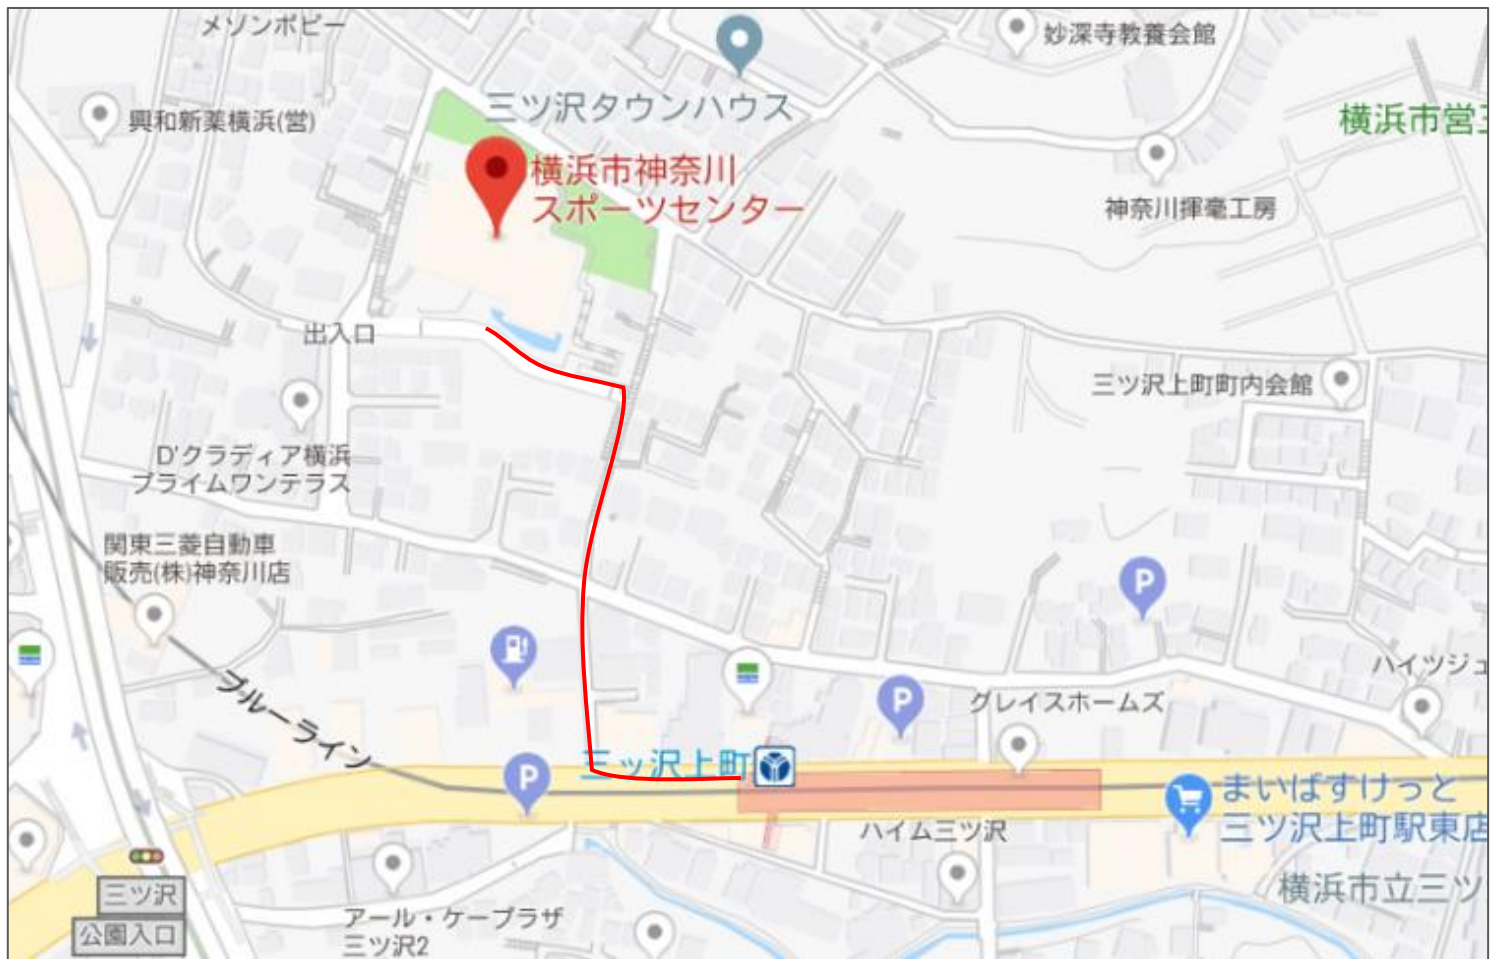 メゾンポピー
妙深寺教養会館
三ツ沢タウンハウス
興和新薬横浜(営)
横浜市営三
横浜市神奈川
スポーツセンター
神奈川揮毫工房
出入口
三ツ沢上町町内会館
D'クラディア横浜
プライムワンテラス
関東三菱自動車
販売(株)神奈川店
P
ハイツジュ
ブルーライン
P
グレイスホームズ
三ッ沢上町
P
まいばすけっと
三ツ沢上町駅東店
ハイム三ツ沢
三ツ沢
公園入口
横浜市立三ツ
アール・ケープラザ
三ツ沢2